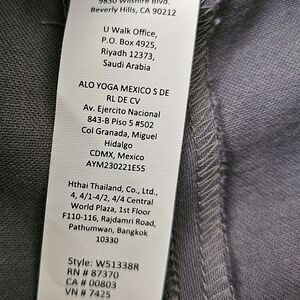 9830 Wilshire Blvd.
Beverly Hills, CA 90212
U Walk Office,
P.O. Box 4925,
Riyadh 12373,
Saudi Arabia
ALO YOGA MEXICO S DE
RL DE CV
Av. Ejercito Nacional
843-B Piso 5 #502
Col Granada, Miguel
Hidalgo
CDMX, Mexico
AYM230221ES5
Hthai Thailand, Co., Ltd.,
4, 4/1-4/2, 4/4 Central
World Plaza, 1st Floor
F110-116, Rajdamri Road,
Pathumwan, Bangkok
10330
Style: W51338R
RN # 87370
CA # 00803
VN # 7425